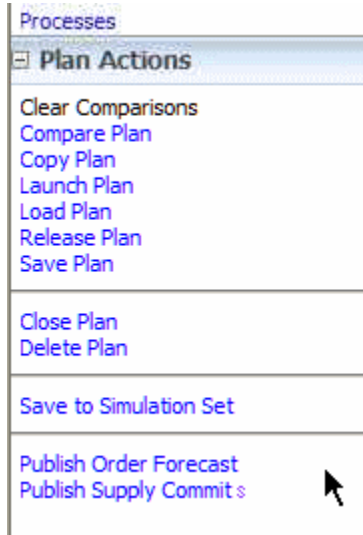 Processes
Plan Actions
Clear Comparisons
Compare Plan
Copy Plan
Launch Plan
Load Plan
Release Plan
Save Plan
Close Plan
Delete Plan
Save to Simulation Set
Publish Order Forecast
Publish Supply Commits